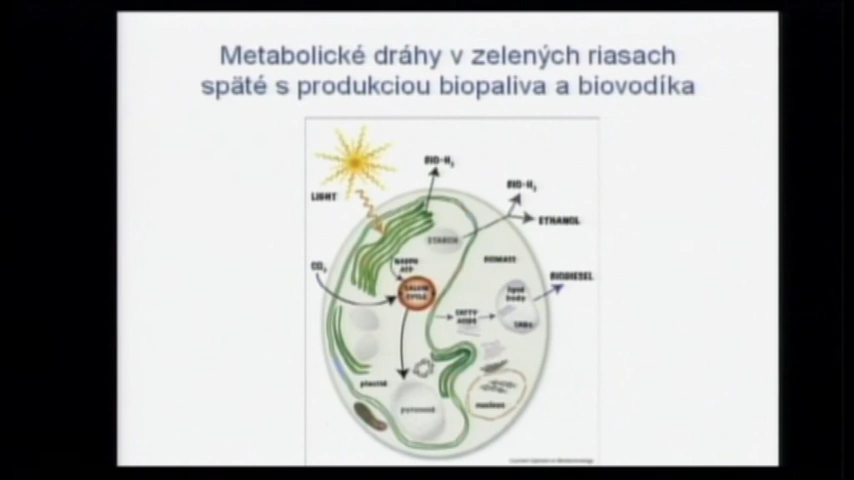 Metabolické dráhy v zelených riasach
späté s produkciou biopaliva a biovodíka
BIO-H₂
BIO-H₂
LIGHT
ETHANOL
STARCH
NADPH
ATP
BIOMASS
CO₂
BIODIESEL
CALVIN
CYCLE
lipid
body
FATTY
ACIDS
TAGs
plastid
pyrenoid
nucleus